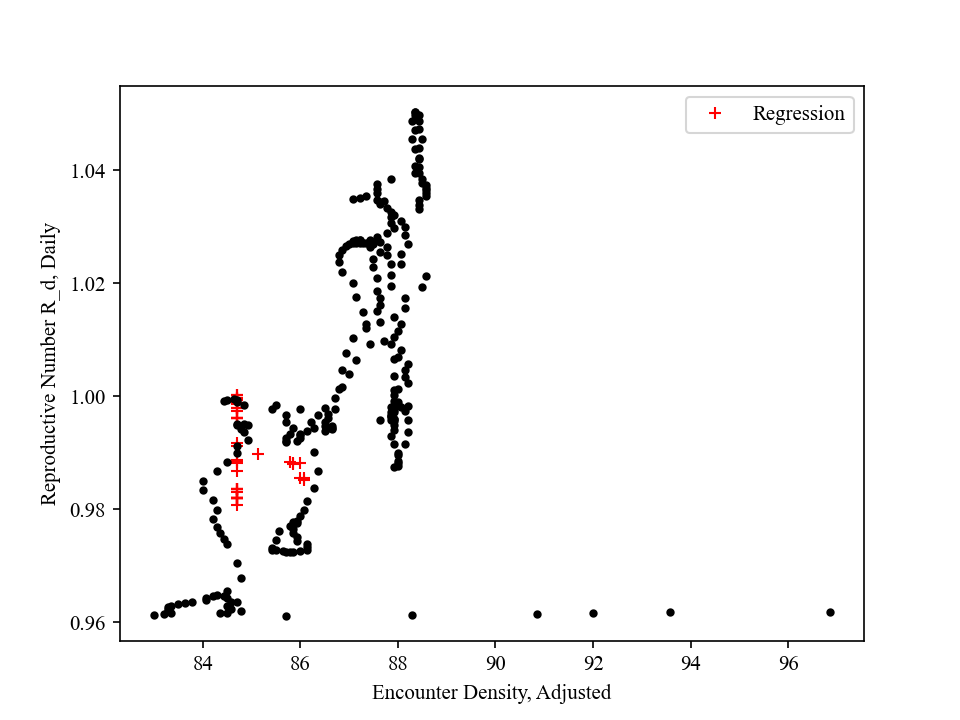 Regression
1.04
1.02
1.00
0.98
0.96
Reproductive Number R_d, Daily
84 86 88 90 92 94 96
Encounter Density, Adjusted